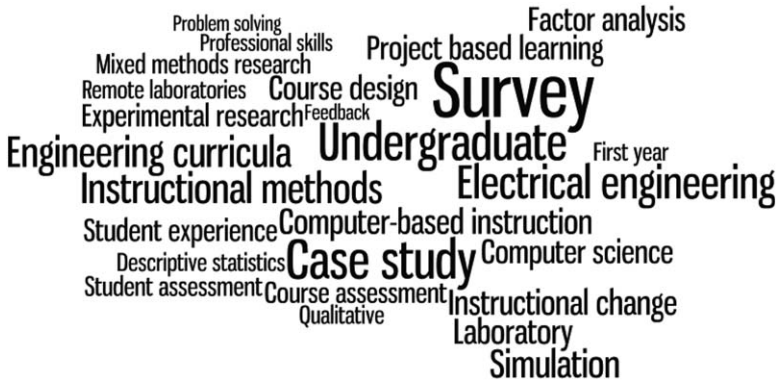 Problem solving
Factor analysis
Professional skills
Project based learning
Mixed methods research
Remote laboratories
Course design
Survey
Experimental research
Feedback
Undergraduate
Engineering curricula
First year
Instructional methods
Electrical engineering
Student experience
Computer-based instruction
Descriptive statistics
Case study
Computer science
Student assessment
Course assessment
Instructional change
Qualitative
Laboratory
Simulation